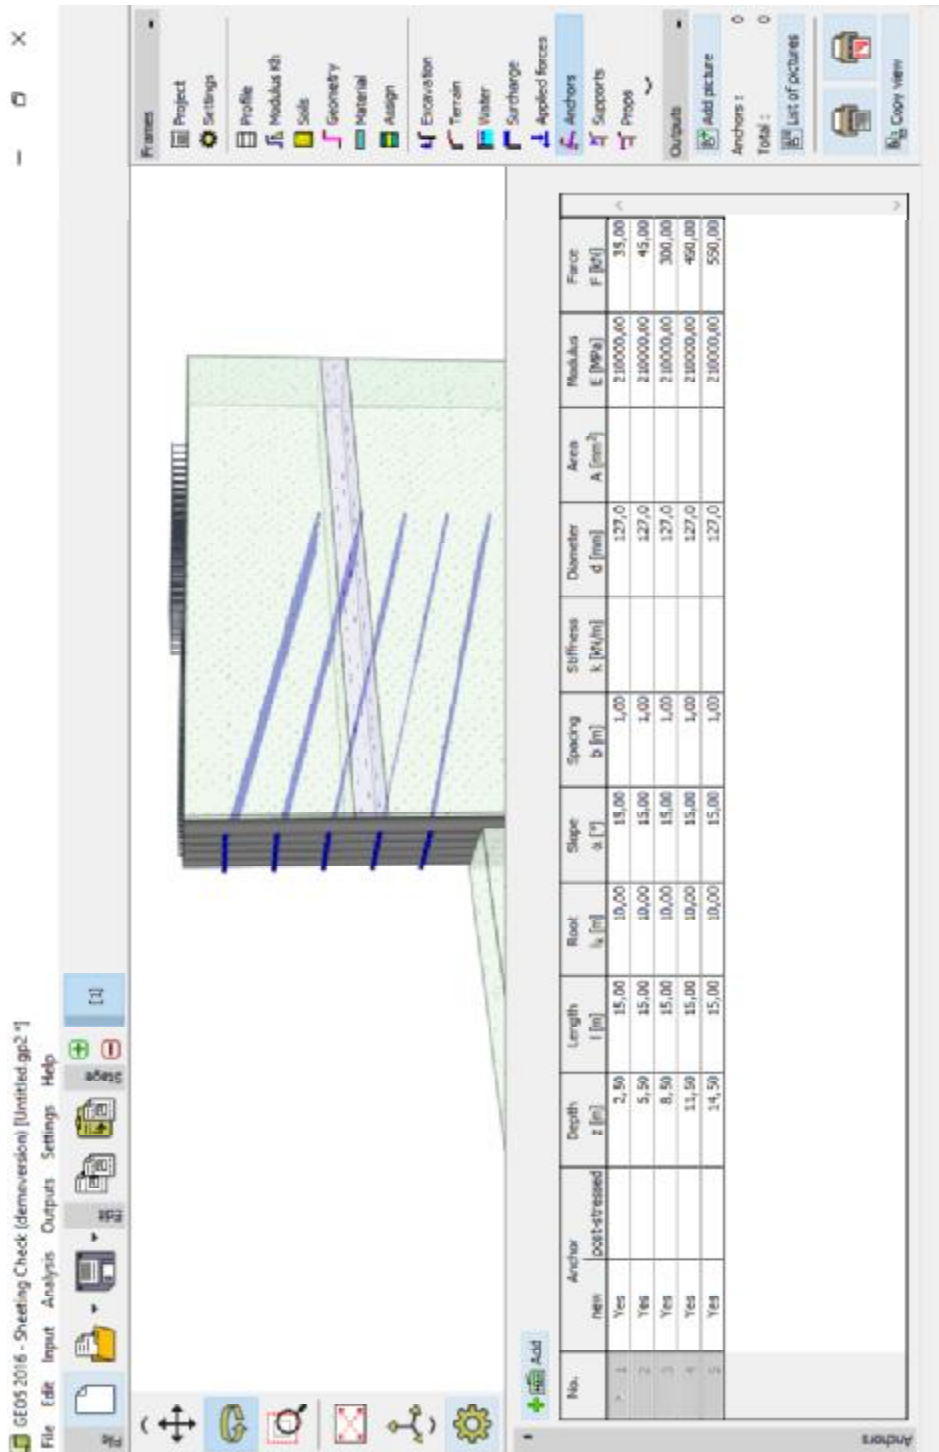 GEO5 2016 - Sheeting Check (demoversion) [Untitled.gp2 *]
File Edit Input Analysis Outputs Settings Help
File
Edit
Stage
[1]
Frames
Project
Settings
Profile
Modulus Kh
Soils
Geometry
Material
Assign
Excavation
Terrain
Water
Surcharge
Applied forces
Anchors
Supports
Props
Outputs
Add picture
Anchors : 0
Total : 0
List of pictures
Copy view
Anchors
Add
No. Anchor Depth Length Root Slope Spacing Stiffness Diameter Area Modulus Force
new post-stressed z [m] l [m] lk [m] α [°] b [m] k [kN/m] d [mm] A [mm²] E [MPa] F [kN]
> 1 Yes 2,50 15,00 10,00 15,00 1,00 127,0 210000,00 35,00
2 Yes 5,50 15,00 10,00 15,00 1,00 127,0 210000,00 45,00
3 Yes 8,50 15,00 10,00 15,00 1,00 127,0 210000,00 300,00
4 Yes 11,50 15,00 10,00 15,00 1,00 127,0 210000,00 450,00
5 Yes 14,50 15,00 10,00 15,00 1,00 127,0 210000,00 550,00